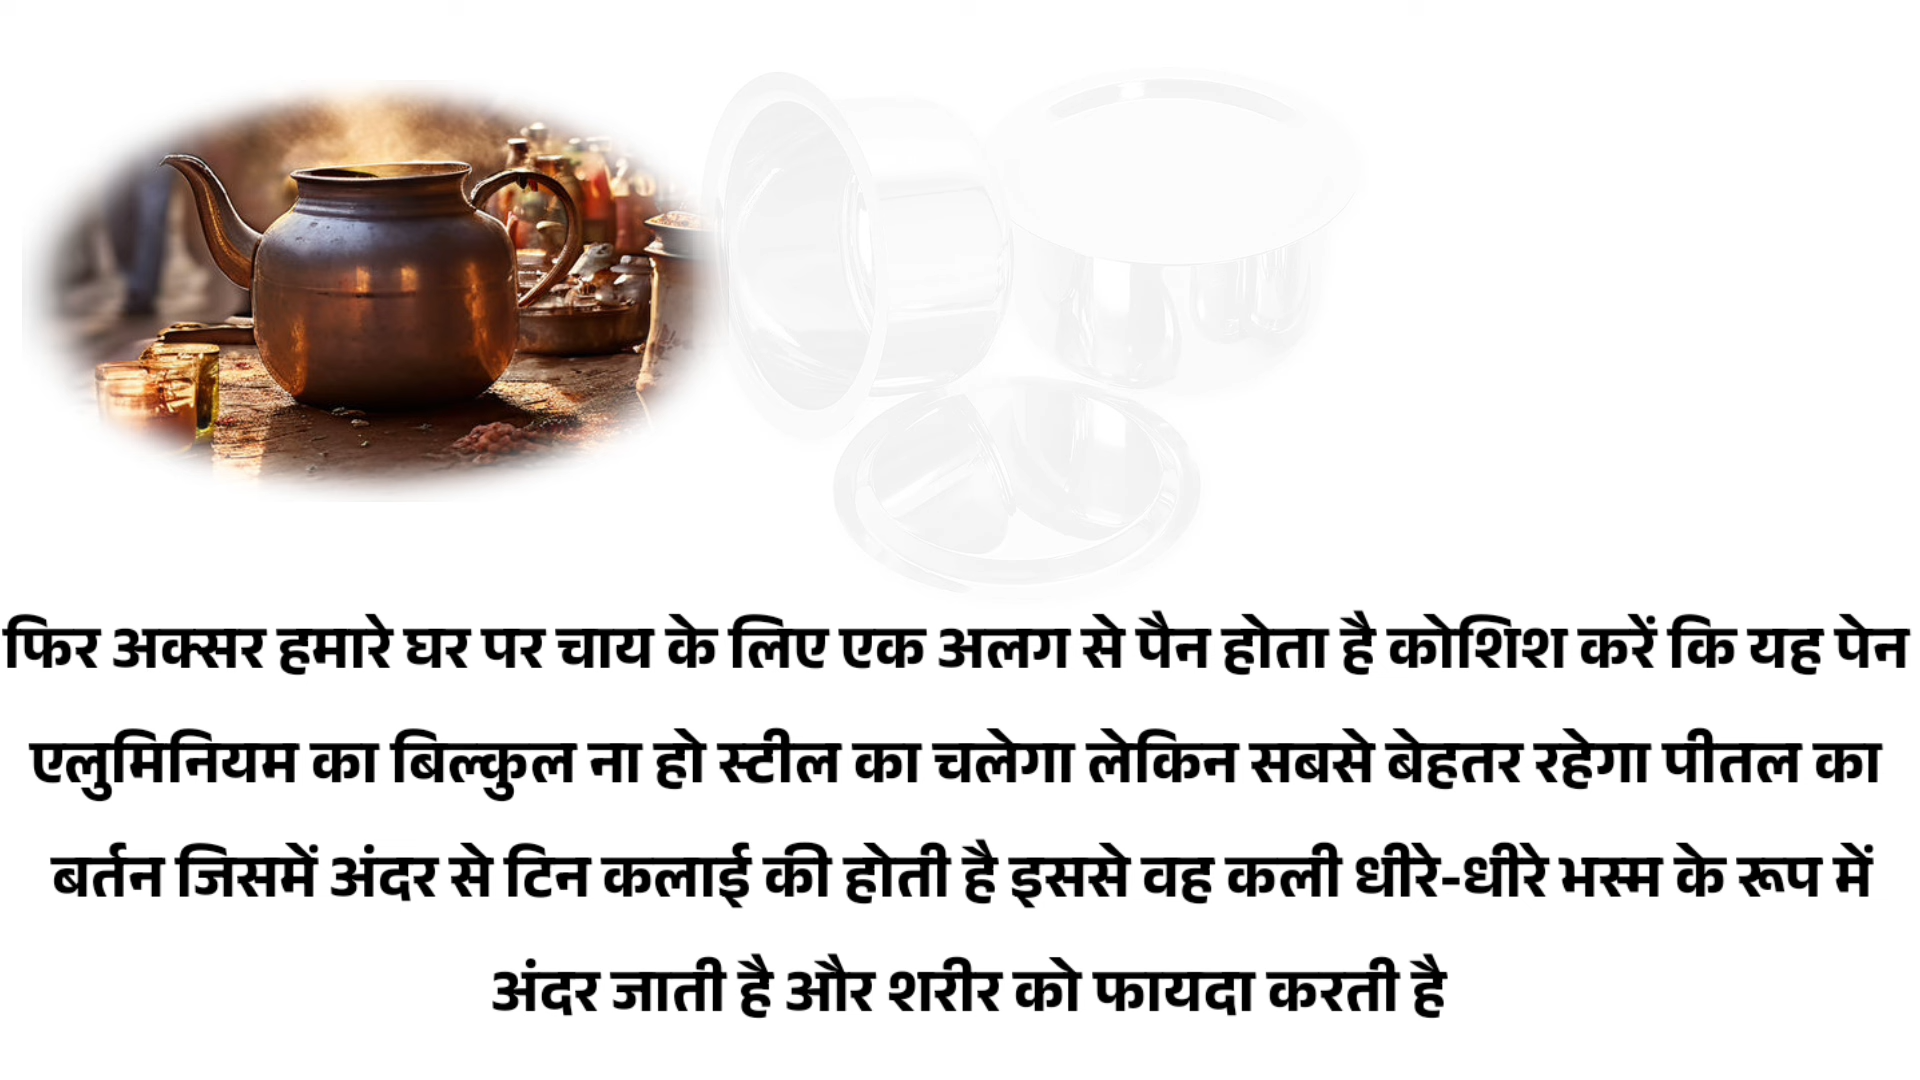 फिर अक्सर हमारे घर पर चाय के लिए एक अलग से पैन होता है कोशिश करें कि यह पेन
एलुमिनियम का बिल्कुल ना हो स्टील का चलेगा लेकिन सबसे बेहतर रहेगा पीतल का
बर्तन जिसमें अंदर से टिन कलाई की होती है इससे वह कली धीरे-धीरे भस्म के रूप में
अंदर जाती है और शरीर को फायदा करती है